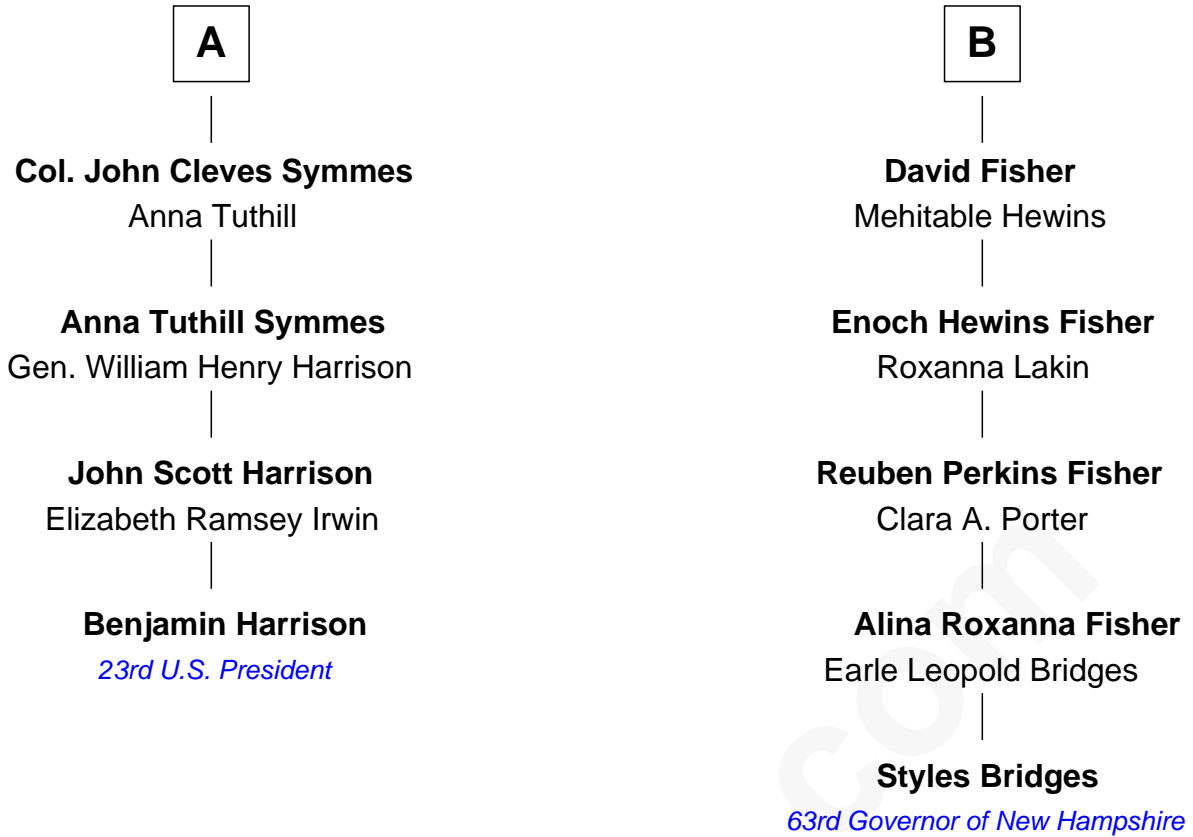 A
Col. John Cleves Symmes
Anna Tuthill
Anna Tuthill Symmes
Gen. William Henry Harrison
John Scott Harrison
Elizabeth Ramsey Irwin
Benjamin Harrison
23rd U.S. President
B
David Fisher
Mehitable Hewins
Enoch Hewins Fisher
Roxanna Lakin
Reuben Perkins Fisher
Clara A. Porter
Alina Roxanna Fisher
Earle Leopold Bridges
Styles Bridges
63rd Governor of New Hampshire
com